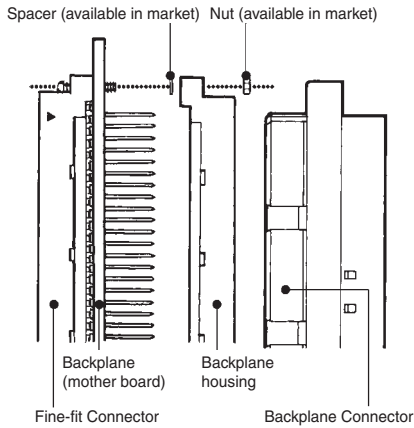 Spacer (available in market) Nut (available in market)
Backplane (mother board)
Backplane housing
Fine-fit Connector
Backplane Connector